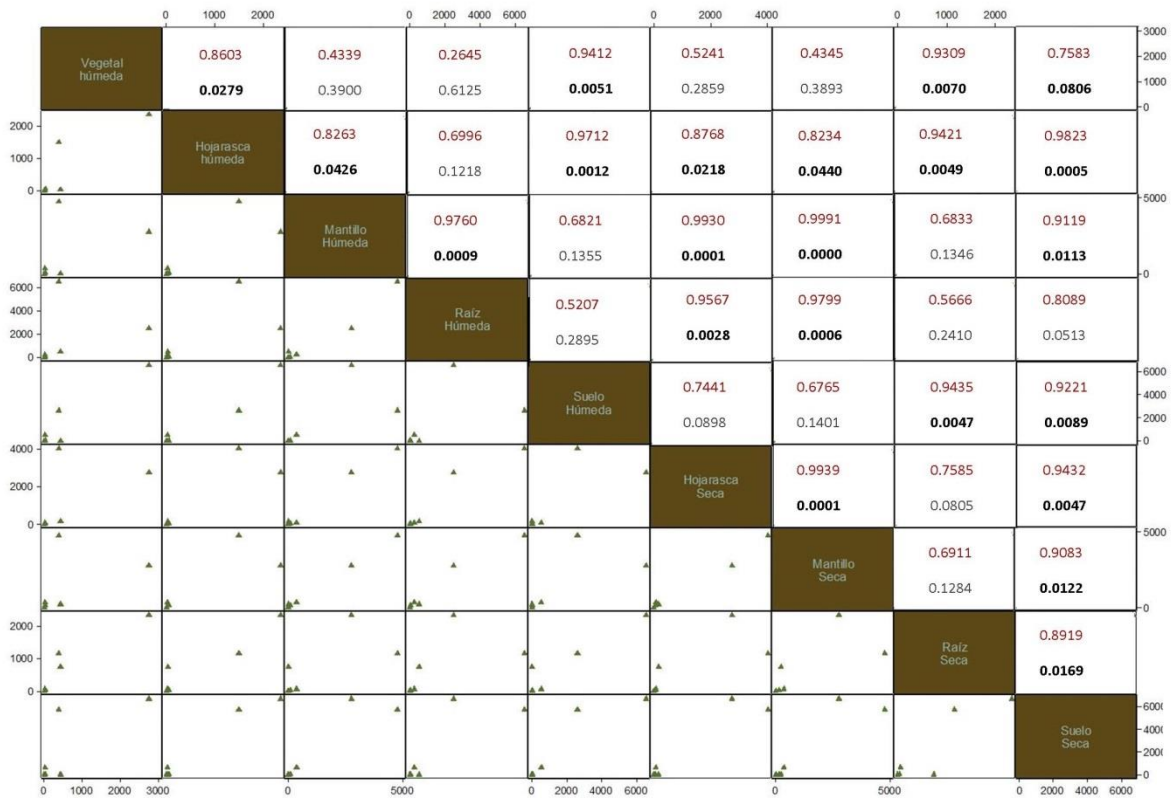 0 1000 2000 0 2000 4000 6000 0 2000 4000 0 1000 2000
Vegetal 0.8603 0.4339 0.2645 0.9412 0.5241 0.4345 0.9309 0.7583 3000
húmeda 2000
0.0279 0.3900 0.6125 0.0051 0.2859 0.3893 0.0070 0.0806 1000
0
2000 Hojarasca 0.8263 0.6996 0.9712 0.8768 0.8234 0.9421 0.9823
1000 húmeda
0.0426 0.1218 0.0012 0.0218 0.0440 0.0049 0.0005
0
Mantillo 0.9760 0.6821 0.9930 0.9991 0.6833 0.9119 5000
Húmeda
0.0009 0.1355 0.0001 0.0000 0.1346 0.0113 0
6000 Raíz 0.5207 0.9567 0.9799 0.5666 0.8089
4000 Húmeda
2000 0.2895 0.0028 0.0006 0.2410 0.0513
0
Suelo 0.7441 0.6765 0.9435 0.9221 6000
Húmeda 4000
0.0898 0.1401 0.0047 0.0089 2000
0
4000 Hojarasca 0.9939 0.7585 0.9432
2000 Seca
0.0001 0.0805 0.0047
0
Mantillo 0.6911 0.9083 5000
Seca
0.1284 0.0122 0
2000 Raíz 0.8919
1000 Seca
0.0169
0
Suelo 6000
Seca 4000
2000
0
0 1000 2000 3000 0 5000 0 2000 4000 6000 0 5000 0 2000 4000 6000